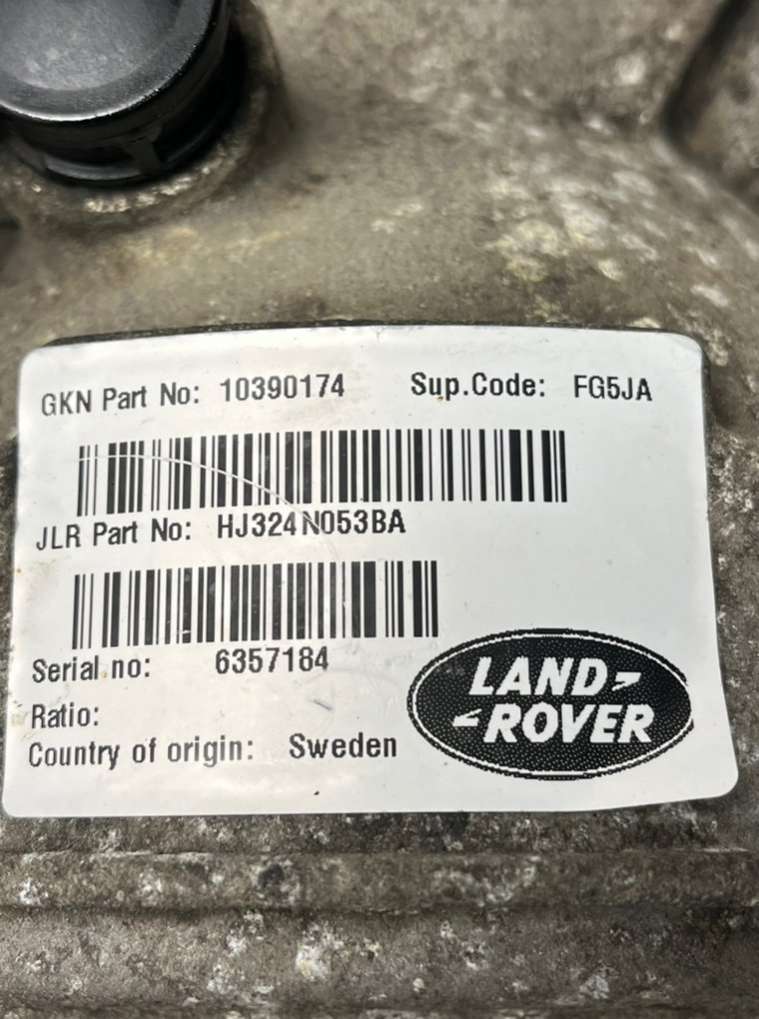 GKN Part No: 10390174 Sup.Code: FG5JA
JLR Part No: HJ324N053BA
Serial no: 6357184
Ratio:
Country of origin: Sweden
LAND
ROVER